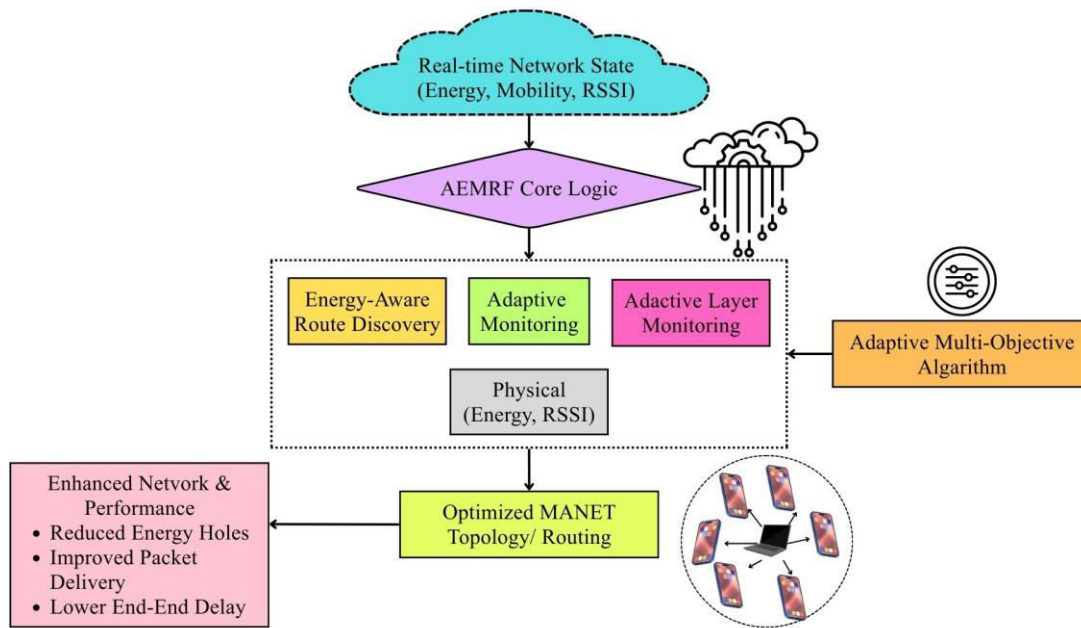 Real-time Network State
(Energy, Mobility, RSSI)
AEMRF Core Logic
Energy-Aware
Route Discovery
Adaptive
Monitoring
Adactive Layer
Monitoring
Adaptive Multi-Objective
Algarithm
Physical
(Energy, RSSI)
Enhanced Network &
Performance
• Reduced Energy Holes
• Improved Packet
Delivery
• Lower End-End Delay
Optimized MANET
Topology/ Routing